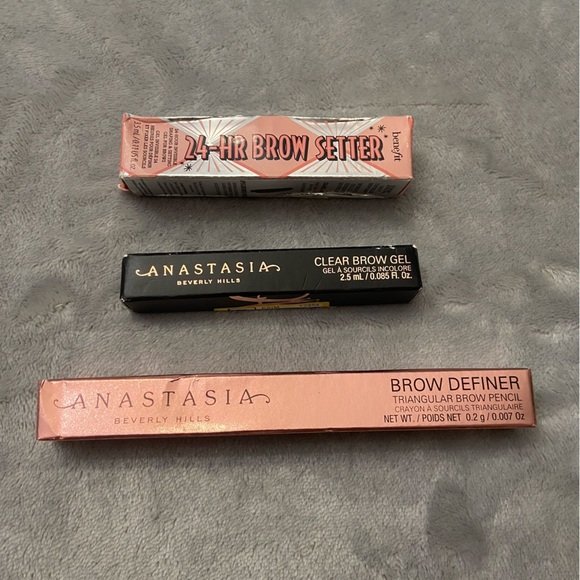 24-HR BROW SETTER
benefit
ANASTASIA
BEVERLY HILLS
CLEAR BROW GEL
GEL À SOURCILS INCOLORE
2.5 mL / 0.085 Fl. Oz.
ANASTASIA
BEVERLY HILLS
BROW DEFINER
TRIANGULAR BROW PENCIL
CRAYON À SOURCILS TRIANGULAIRE
NET WT. / POIDS NET 0.2 g / 0.007 Oz